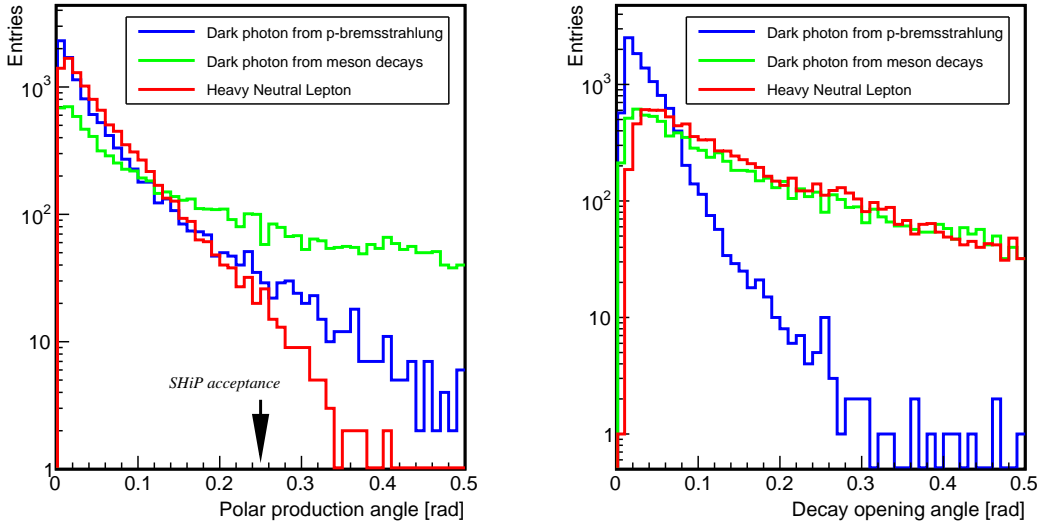 Entries
Dark photon from p-bremsstrahlung
Dark photon from meson decays
Heavy Neutral Lepton
10³
10²
10
1
SHiP acceptance
0 0.1 0.2 0.3 0.4 0.5
Polar production angle [rad]
Entries
Dark photon from p-bremsstrahlung
Dark photon from meson decays
Heavy Neutral Lepton
10³
10²
10
1
0 0.1 0.2 0.3 0.4 0.5
Decay opening angle [rad]